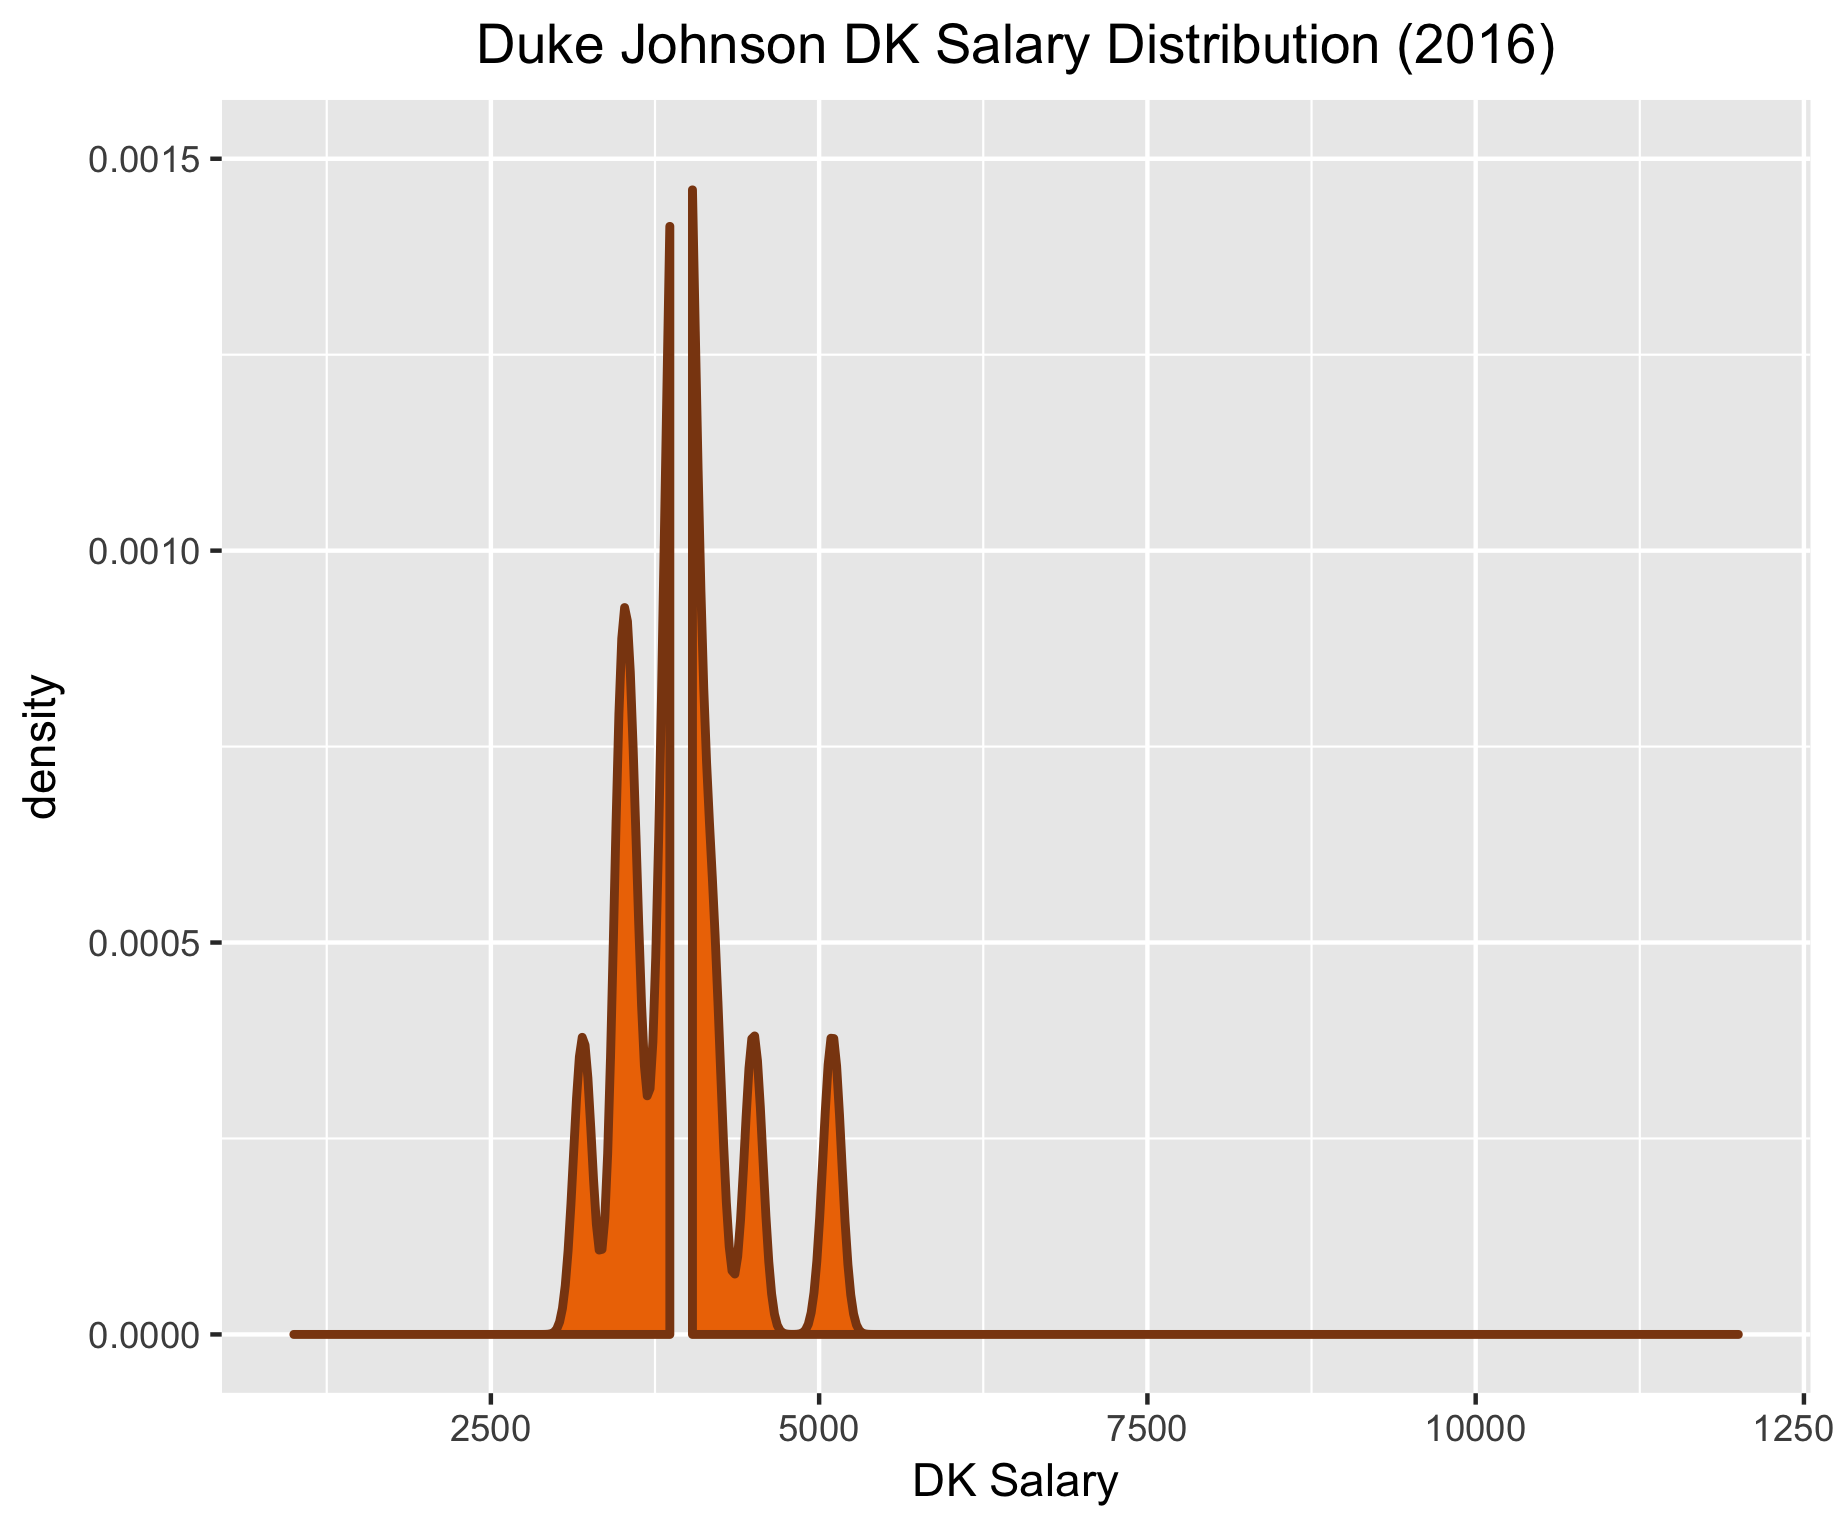 Duke Johnson DK Salary Distribution (2016)
0.0015
0.0010
0.0005
0.0000
density
2500 5000 7500 10000 1250
DK Salary